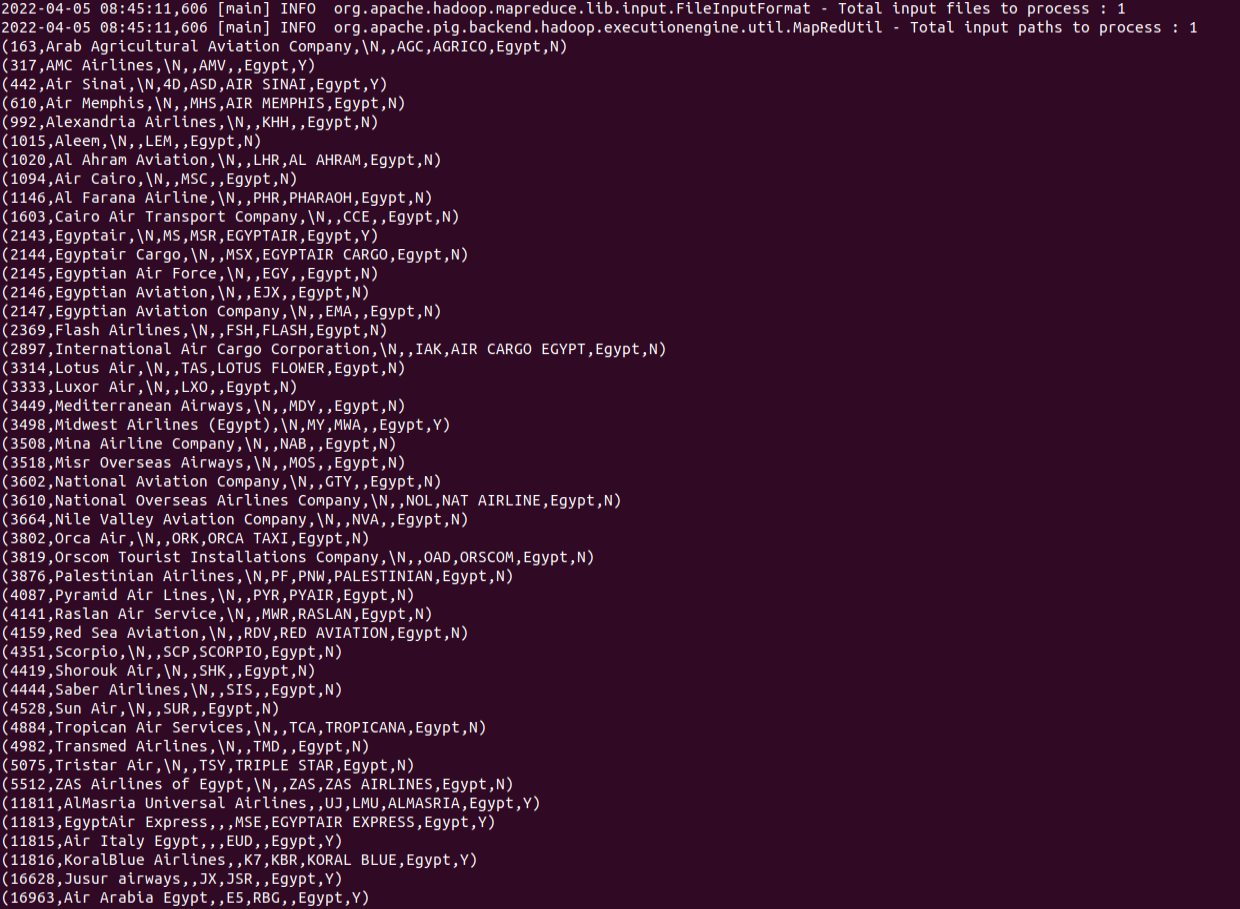 2022-04-05 08:45:11,606 [main] INFO  org.apache.hadoop.mapreduce.lib.input.FileInputFormat - Total input files to process : 1
2022-04-05 08:45:11,606 [main] INFO  org.apache.pig.backend.hadoop.executionengine.util.MapRedUtil - Total input paths to process : 1
(163,Arab Agricultural Aviation Company,\N,,AGC,AGRICO,Egypt,N)
(317,AMC Airlines,\N,,AMV,,Egypt,Y)
(442,Air Sinai,\N,4D,ASD,AIR SINAI,Egypt,Y)
(610,Air Memphis,\N,,MHS,AIR MEMPHIS,Egypt,N)
(992,Alexandria Airlines,\N,,KHH,,Egypt,N)
(1015,Aleem,\N,,LEM,,Egypt,N)
(1020,Al Ahram Aviation,\N,,LHR,AL AHRAM,Egypt,N)
(1094,Air Cairo,\N,,MSC,,Egypt,N)
(1146,Al Farana Airline,\N,,PHR,PHARAOH,Egypt,N)
(1603,Cairo Air Transport Company,\N,,CCE,,Egypt,N)
(2143,Egyptair,\N,MS,MSR,EGYPTAIR,Egypt,Y)
(2144,Egyptair Cargo,\N,,MSX,EGYPTAIR CARGO,Egypt,N)
(2145,Egyptian Air Force,\N,,EGY,,Egypt,N)
(2146,Egyptian Aviation,\N,,EJX,,Egypt,N)
(2147,Egyptian Aviation Company,\N,,EMA,,Egypt,N)
(2369,Flash Airlines,\N,,FSH,FLASH,Egypt,N)
(2897,International Air Cargo Corporation,\N,,IAK,AIR CARGO EGYPT,Egypt,N)
(3314,Lotus Air,\N,,TAS,LOTUS FLOWER,Egypt,N)
(3333,Luxor Air,\N,,LXO,,Egypt,N)
(3449,Mediterranean Airways,\N,,MDY,,Egypt,N)
(3498,Midwest Airlines (Egypt),\N,MY,MWA,,Egypt,Y)
(3508,Mina Airline Company,\N,,NAB,,Egypt,N)
(3518,Misr Overseas Airways,\N,,MOS,,Egypt,N)
(3602,National Aviation Company,\N,,GTY,,Egypt,N)
(3610,National Overseas Airlines Company,\N,,NOL,NAT AIRLINE,Egypt,N)
(3664,Nile Valley Aviation Company,\N,,NVA,,Egypt,N)
(3802,Orca Air,\N,,ORK,ORCA TAXI,Egypt,N)
(3819,Orscom Tourist Installations Company,\N,,OAD,ORSCOM,Egypt,N)
(3876,Palestinian Airlines,\N,PF,PNW,PALESTINIAN,Egypt,N)
(4087,Pyramid Air Lines,\N,,PYR,PYAIR,Egypt,N)
(4141,Raslan Air Service,\N,,MWR,RASLAN,Egypt,N)
(4159,Red Sea Aviation,\N,,RDV,RED AVIATION,Egypt,N)
(4351,Scorpio,\N,,SCP,SCORPIO,Egypt,N)
(4419,Shorouk Air,\N,,SHK,,Egypt,N)
(4444,Saber Airlines,\N,,SIS,,Egypt,N)
(4528,Sun Air,\N,,SUR,,Egypt,N)
(4884,Tropican Air Services,\N,,TCA,TROPICANA,Egypt,N)
(4982,Transmed Airlines,\N,,TMD,,Egypt,N)
(5075,Tristar Air,\N,,TSY,TRIPLE STAR,Egypt,N)
(5512,ZAS Airlines of Egypt,\N,,ZAS,ZAS AIRLINES,Egypt,N)
(11811,AlMasria Universal Airlines,,UJ,LMU,ALMASRIA,Egypt,Y)
(11813,EgyptAir Express,,,MSE,EGYPTAIR EXPRESS,Egypt,Y)
(11815,Air Italy Egypt,,,EUD,,Egypt,Y)
(11816,KoralBlue Airlines,,K7,KBR,KORAL BLUE,Egypt,Y)
(16628,Jusur airways,,JX,JSR,,Egypt,Y)
(16963,Air Arabia Egypt,,E5,RBG,,Egypt,Y)